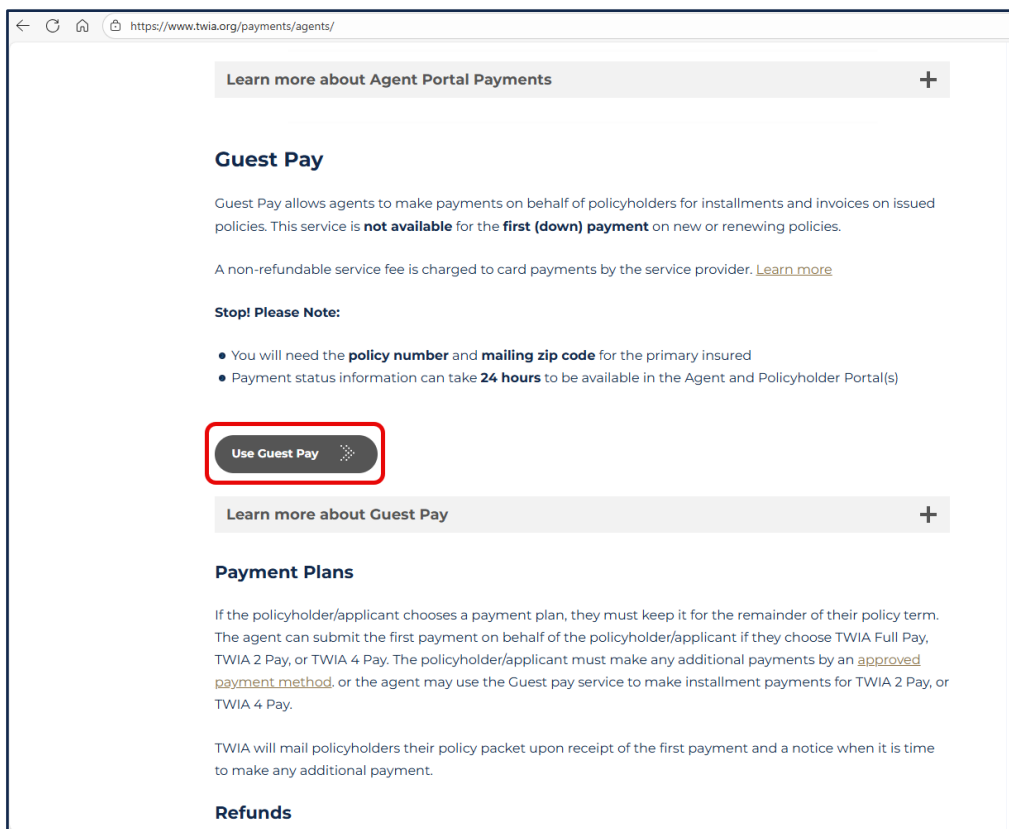 https://www.twia.org/payments/agents/
Learn more about Agent Portal Payments
Guest Pay
Guest Pay allows agents to make payments on behalf of policyholders for installments and invoices on issued
policies. This service is not available for the first (down) payment on new or renewing policies.
A non-refundable service fee is charged to card payments by the service provider. Learn more
Stop! Please Note:
• You will need the policy number and mailing zip code for the primary insured
• Payment status information can take 24 hours to be available in the Agent and Policyholder Portal(s)
Use Guest Pay
Learn more about Guest Pay
Payment Plans
If the policyholder/applicant chooses a payment plan, they must keep it for the remainder of their policy term.
The agent can submit the first payment on behalf of the policyholder/applicant if they choose TWIA Full Pay,
TWIA 2 Pay, or TWIA 4 Pay. The policyholder/applicant must make any additional payments by an approved
payment method. or the agent may use the Guest pay service to make installment payments for TWIA 2 Pay, or
TWIA 4 Pay.
TWIA will mail policyholders their policy packet upon receipt of the first payment and a notice when it is time
to make any additional payment.
Refunds